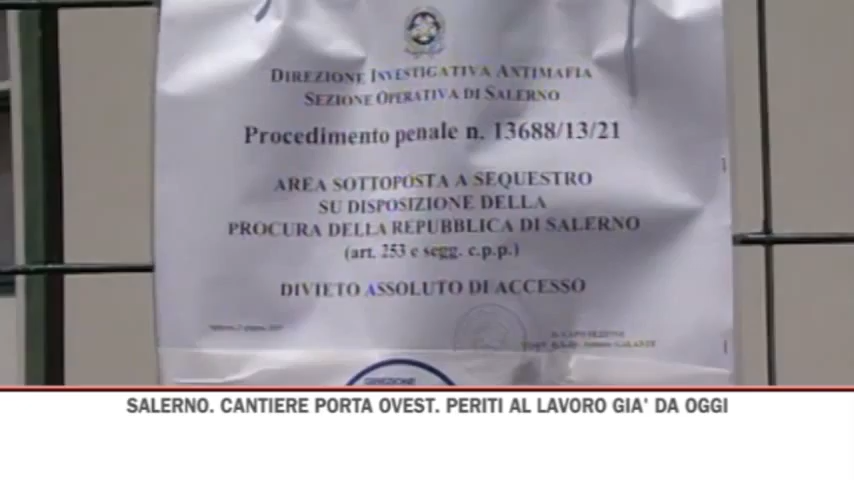 DIREZIONE INVESTIGATIVA ANTIMAFIA
SEZIONE OPERATIVA DI SALERNO
Procedimento penale n. 13688/13/21
AREA SOTTOPOSTA A SEQUESTRO
SU DISPOSIZIONE DELLA
PROCURA DELLA REPUBBLICA DI SALERNO
(art. 253 e segg. c.p.p.)
DIVIETO ASSOLUTO DI ACCESSO
DIREZIONE
SALERNO. CANTIERE PORTA OVEST. PERITI AL LAVORO GIA' DA OGGI